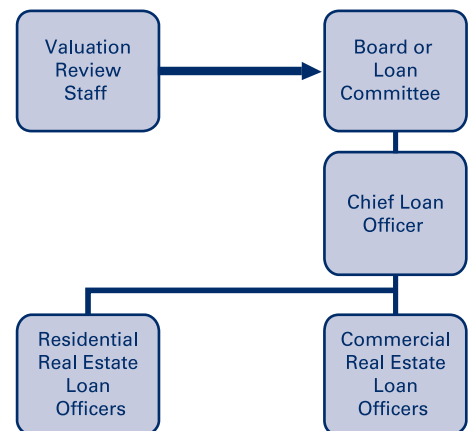 Valuation
Review
Staff
Board or
Loan
Committee
Chief Loan
Officer
Residential
Real Estate
Loan
Officers
Commercial
Real Estate
Loan
Officers